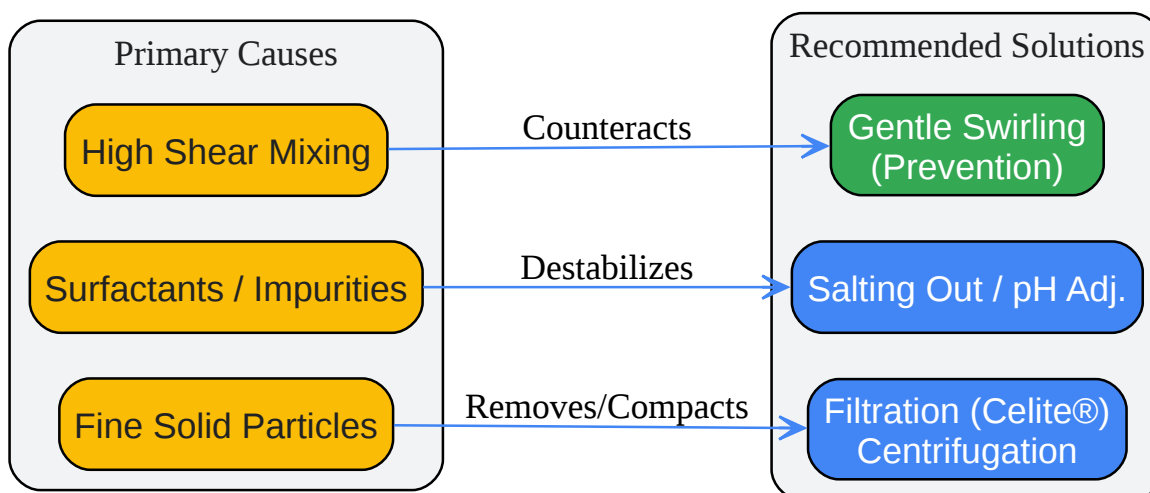 Primary Causes
High Shear Mixing
Surfactants / Impurities
Fine Solid Particles
Counteracts
Destabilizes
Removes/Compacts
Recommended Solutions
Gentle Swirling
(Prevention)
Salting Out / pH Adj.
Filtration (Celite®)
Centrifugation